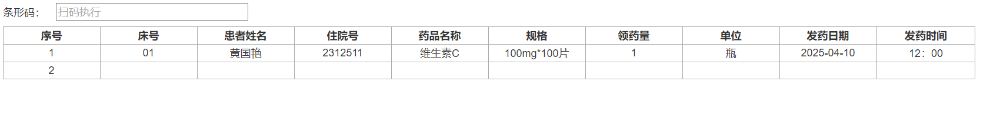 条形码： 扫码执行
序号 床号 患者姓名 住院号 药品名称 规格 领药量 单位 发药日期 发药时间
1 01 黄国艳 2312511 维生素C 100mg*100片 1 瓶 2025-04-10 12：00
2